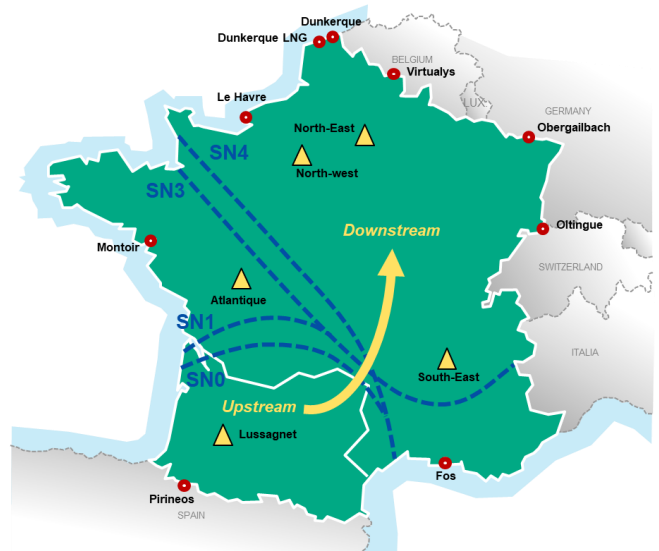 Dunkerque
Dunkerque LNG
BELGIUM
Virtualys
LUX.
Le Havre
GERMANY
Obergailbach
North-East
SN4
North-west
SN3
Downstream
Oltingue
Montoir
SWITZERLAND
Atlantique
SN1
ITALIA
SN0
South-East
Upstream
Lussagnet
Fos
Pirineos
SPAIN